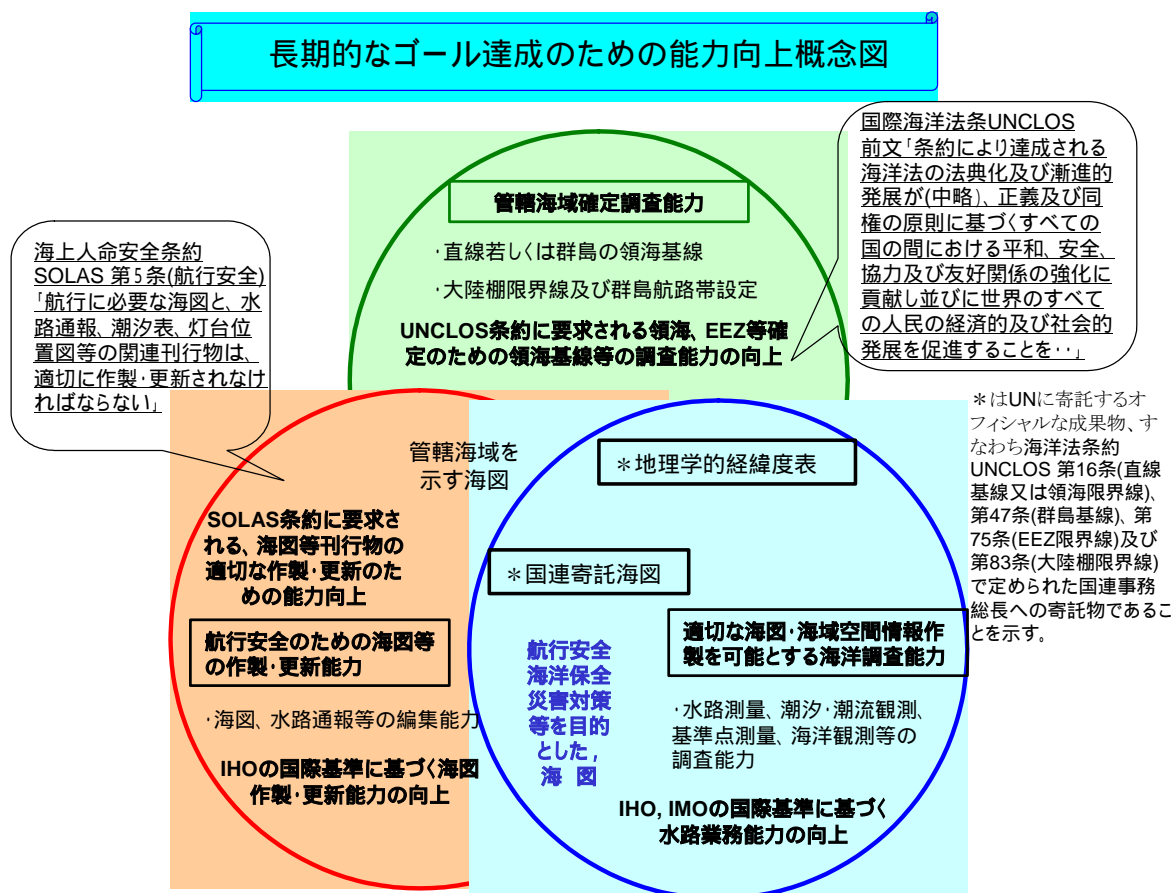 長期的なゴール達成のための能力向上概念図
国際海洋法条UNCLOS
前文「条約により達成される
海洋法の法典化及び漸進的
発展が(中略)、正義及び同
権の原則に基づくすべての
国の間における平和、安全、
協力及び友好関係の強化に
貢献し並びに世界のすべて
の人民の経済的及び社会的
発展を促進することを‥」
管轄海域確定調査能力
・直線若しくは群島の領海基線
・大陸棚限界線及び群島航路帯設定
UNCLOS条約に要求される領海、EEZ等確
定のための領海基線等の調査能力の向上
海上人命安全条約
SOLAS 第5条(航行安全)
「航行に必要な海図と、水
路通報、潮汐表、灯台位
置図等の関連刊行物は、
適切に作製・更新されなけ
ればならない」
＊はUNに寄託するオ
フィシャルな成果物、す
なわち海洋法条約
UNCLOS 第16条(直線
基線又は領海限界線)、
第47条(群島基線)、第
75条(EEZ限界線)及び
第83条(大陸棚限界線)
で定められた国連事務
総長への寄託物であるこ
とを示す。
管轄海域を
示す海図
＊地理学的経緯度表
SOLAS条約に要求さ
れる、海図等刊行物の
適切な作製・更新のた
めの能力向上
＊国連寄託海図
航行安全のための海図等
の作製・更新能力
・海図、水路通報等の編集能力
IHOの国際基準に基づく海図
作製・更新能力の向上
航行安全
海洋保全
災害対策
等を目的
とした,
海 図
適切な海図・海域空間情報作
製を可能とする海洋調査能力
・水路測量、潮汐・潮流観測、
基準点測量、海洋観測等の
調査能力
IHO, IMOの国際基準に基づく
水路業務能力の向上